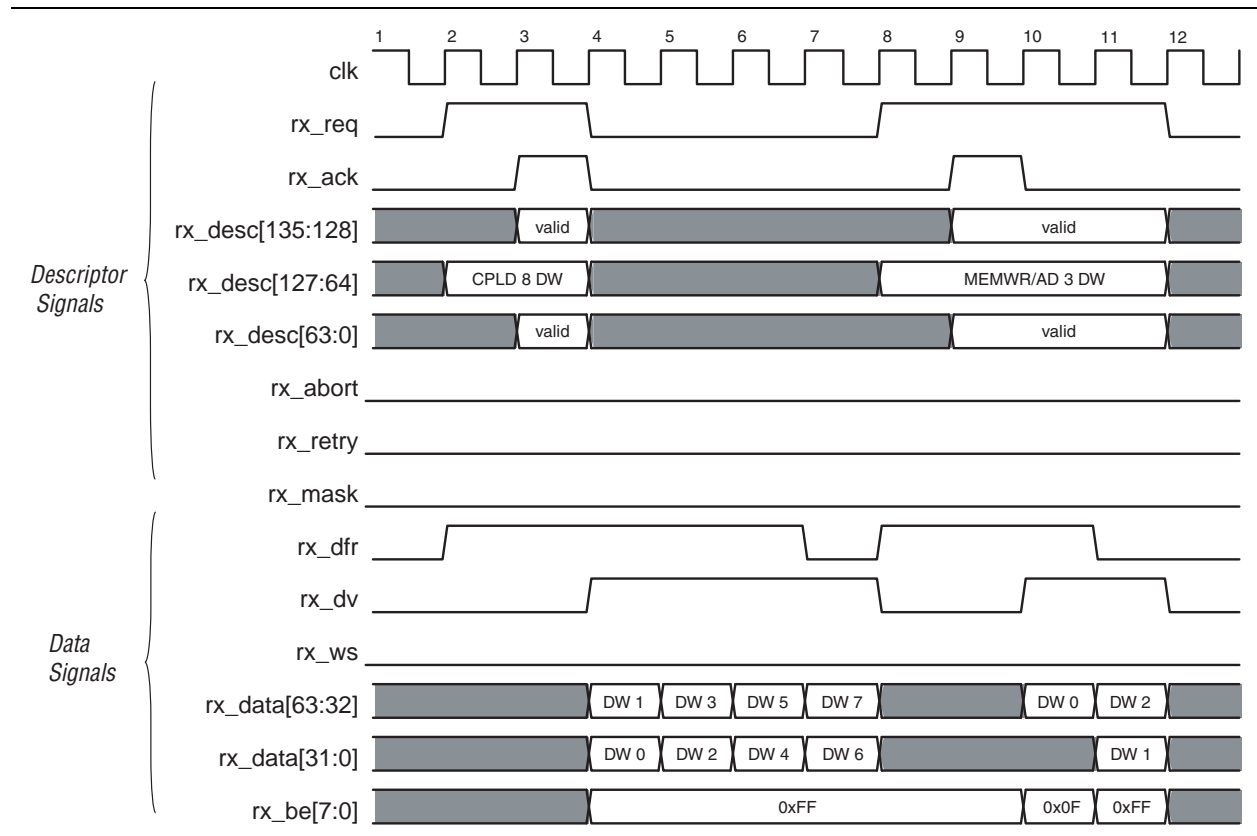 1 2 3 4 5 6 7 8 9 10 11 12
clk
Descriptor
Signals
rx_req
rx_ack
rx_desc[135:128] valid valid
rx_desc[127:64] CPLD 8 DW MEMWR/AD 3 DW
rx_desc[63:0] valid valid
rx_abort
rx_retry
rx_mask
Data
Signals
rx_dfr
rx_dv
rx_ws
rx_data[63:32] DW 1 DW 3 DW 5 DW 7 DW 0 DW 2
rx_data[31:0] DW 0 DW 2 DW 4 DW 6 DW 1
rx_be[7:0] 0xFF 0x0F 0xFF